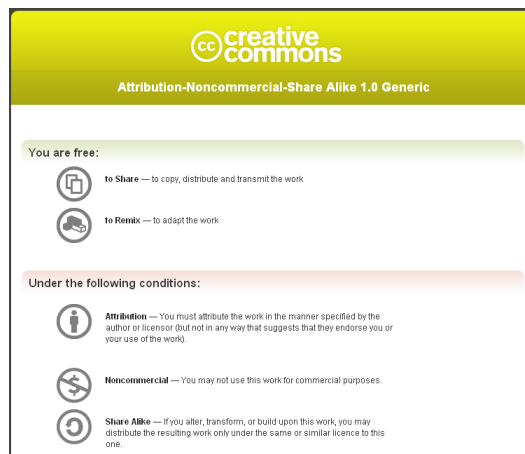 cc creative
commons
Attribution-Noncommercial-Share Alike 1.0 Generic
You are free:
to Share — to copy, distribute and transmit the work
to Remix — to adapt the work
Under the following conditions:
Attribution — You must attribute the work in the manner specified by the
author or licensor (but not in any way that suggests that they endorse you or
your use of the work).
$
Noncommercial — You may not use this work for commercial purposes.
Share Alike — If you alter, transform, or build upon this work, you may
distribute the resulting work only under the same or similar licence to this
one.